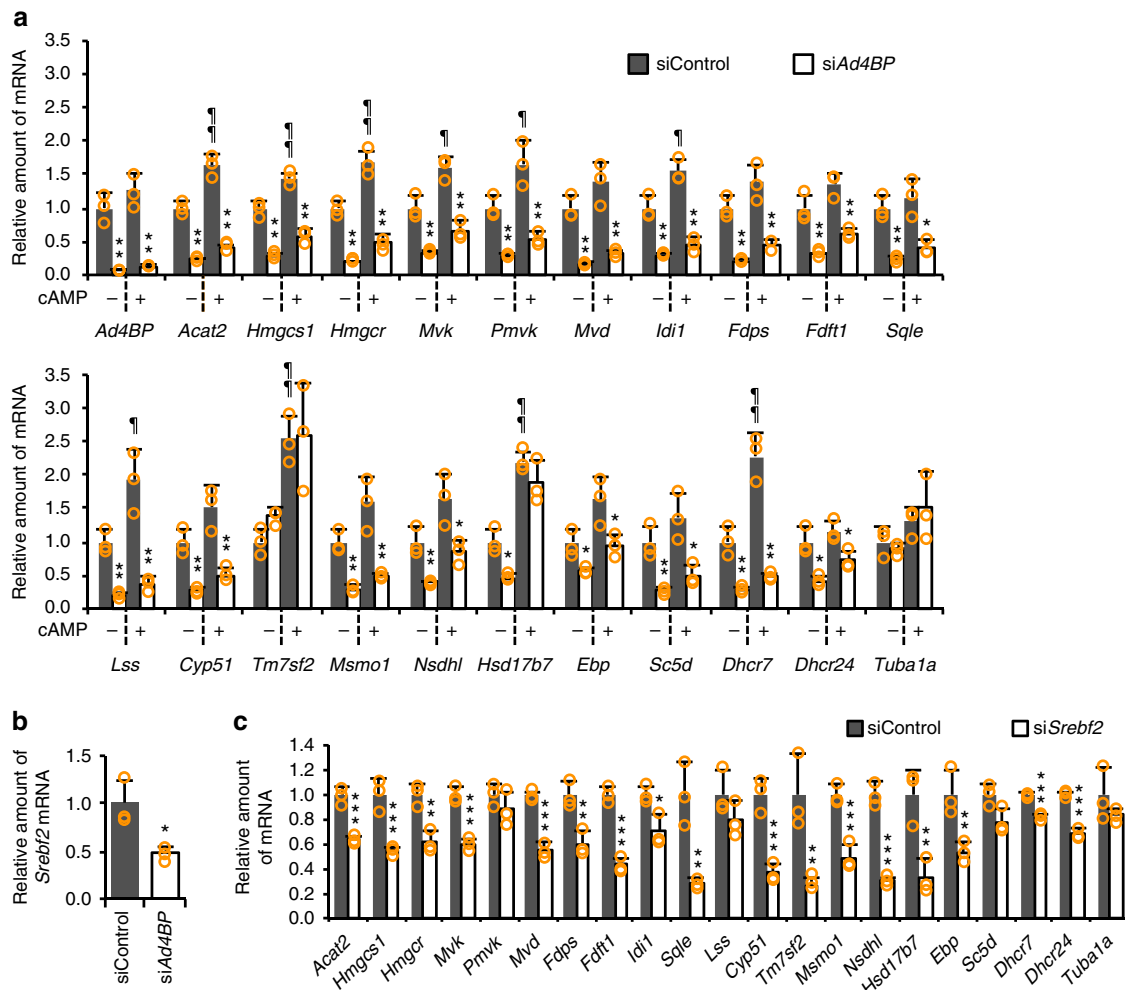 a
Relative amount of mRNA
3.5
3.0
2.5
2.0
1.5
1.0
0.5
0.0
siControl
siAd4BP
** ** ** ¶¶ ** ** ¶¶ ** ** ¶¶ ** ¶ ** ** ¶ ** ** ** ** ¶ ** ** ** ** ** ** *
cAMP – + – + – + – + – + – + – + – + – + – + – +
Ad4BP Acat2 Hmgcs1 Hmgcr Mvk Pmvk Mvd Idi1 Fdps Fdft1 Sqle
Relative amount of mRNA
3.5
3.0
2.5
2.0
1.5
1.0
0.5
0.0
** ¶ ** ** ** ¶¶ ** ** * * * ¶¶ * * ** * ** ¶¶ ** * *
cAMP – + – + – + – + – + – + – + – + – + – + – +
Lss Cyp51 Tm7sf2 Msmo1 Nsdhl Hsd17b7 Ebp Sc5d Dhcr7 Dhcr24 Tuba1a
b
Relative amount of
Srebf2 mRNA
1.5
1.0
0.5
0.0
*
siControl
siAd4BP
c
Relative amount
of mRNA
1.4
1.2
1.0
0.8
0.6
0.4
0.2
0.0
siControl
siSrebf2
*** *** ** *** *** ** *** * ** *** ** *** *** ** ** *** ***
Acat2 Hmgcs1 Hmgcr Mvk Pmvk Mvd Fdps Fdft1 Idi1 Sqle Lss Cyp51 Tm7sf2 Msmo1 Nsdhl Hsd17b7 Ebp Sc5d Dhcr7 Dhcr24 Tuba1a